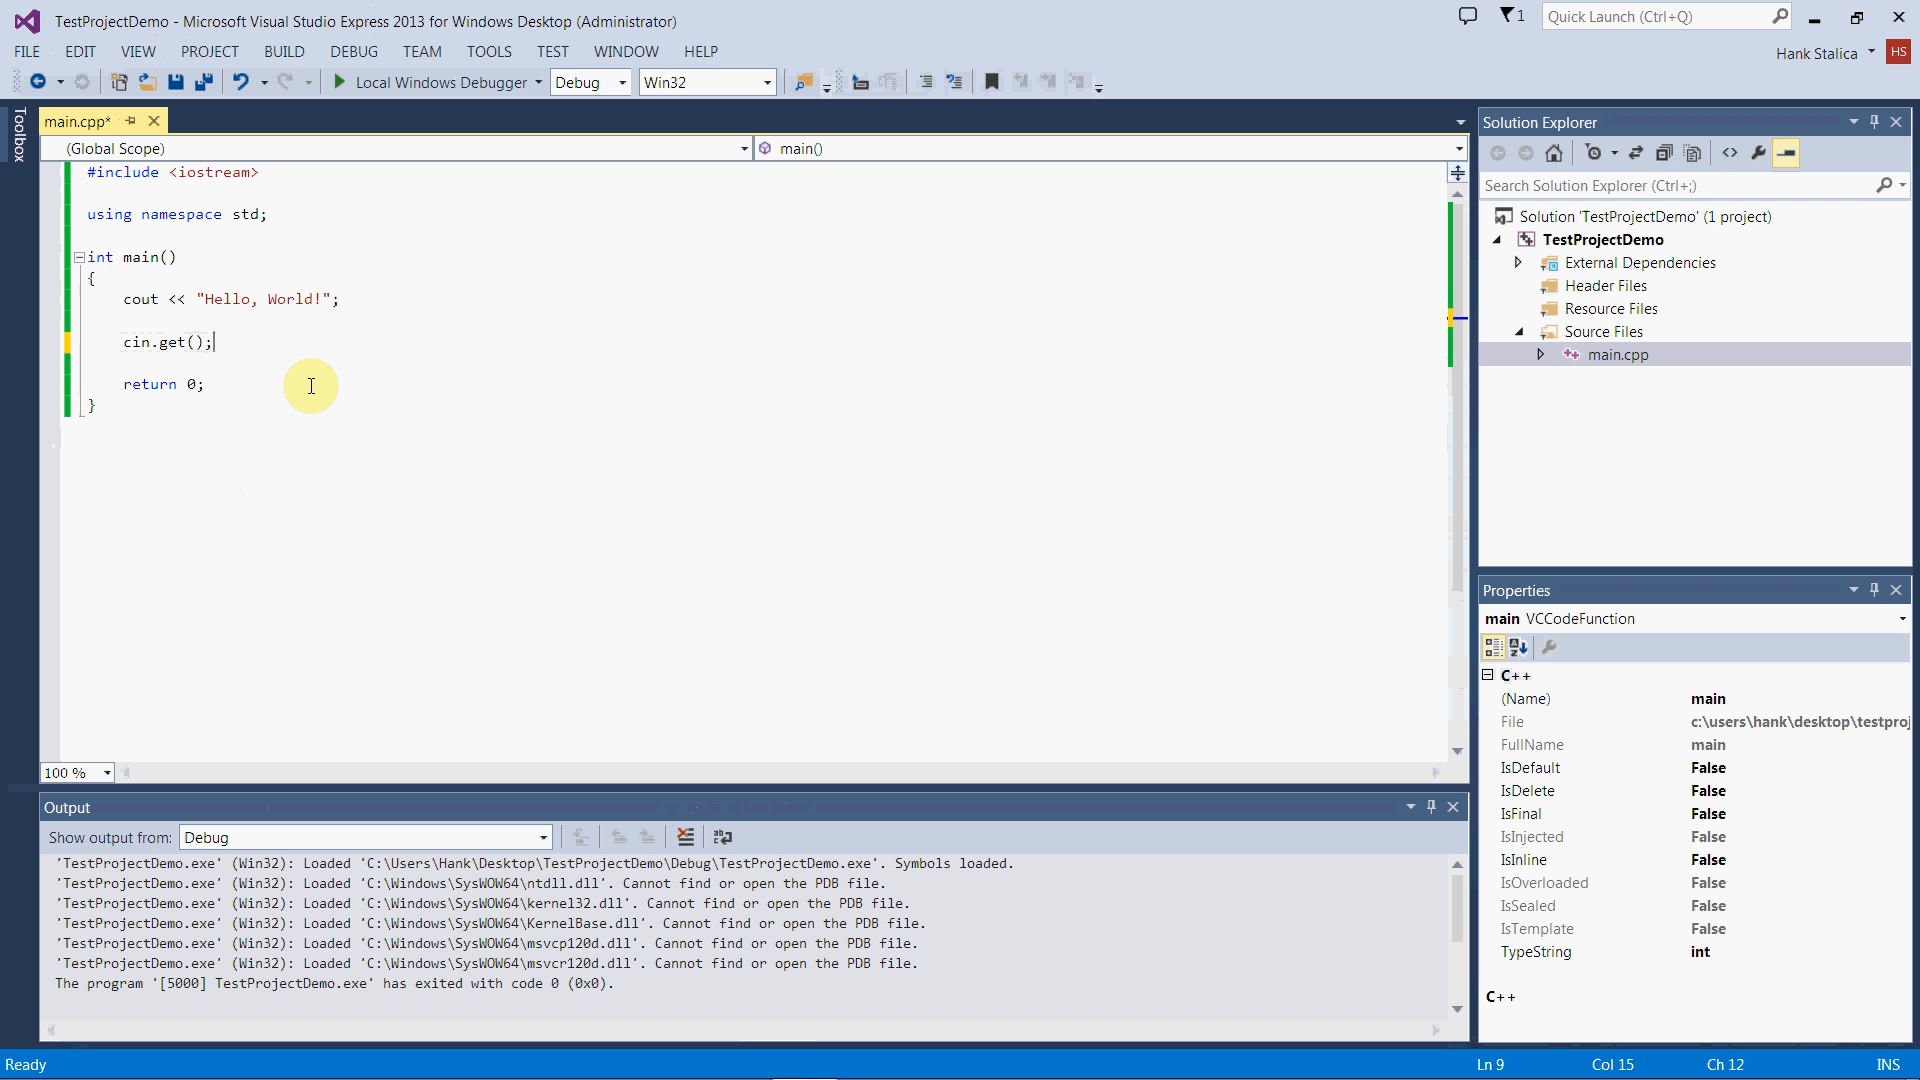 TestProjectDemo - Microsoft Visual Studio Express 2013 for Windows Desktop (Administrator)
1
Quick Launch (Ctrl+Q)
FILE EDIT VIEW PROJECT BUILD DEBUG TEAM TOOLS TEST WINDOW HELP
Hank Stalica HS
Local Windows Debugger Debug Win32
Toolbox
main.cpp*
(Global Scope) main()
#include <iostream>
using namespace std;
int main()
{
cout << "Hello, World!";
cin.get();
return 0;
}
100 %
Solution Explorer
Search Solution Explorer (Ctrl+;)
Solution 'TestProjectDemo' (1 project)
TestProjectDemo
External Dependencies
Header Files
Resource Files
Source Files
main.cpp
Properties
main VCCodeFunction
C++
(Name) main
File c:\users\hank\desktop\testproj
FullName main
IsDefault False
IsDelete False
IsFinal False
IsInjected False
IsInline False
IsOverloaded False
IsSealed False
IsTemplate False
TypeString int
C++
Output
Show output from: Debug
'TestProjectDemo.exe' (Win32): Loaded 'C:\Users\Hank\Desktop\TestProjectDemo\Debug\TestProjectDemo.exe'. Symbols loaded.
'TestProjectDemo.exe' (Win32): Loaded 'C:\Windows\SysWOW64\ntdll.dll'. Cannot find or open the PDB file.
'TestProjectDemo.exe' (Win32): Loaded 'C:\Windows\SysWOW64\kernel32.dll'. Cannot find or open the PDB file.
'TestProjectDemo.exe' (Win32): Loaded 'C:\Windows\SysWOW64\KernelBase.dll'. Cannot find or open the PDB file.
'TestProjectDemo.exe' (Win32): Loaded 'C:\Windows\SysWOW64\msvcp120d.dll'. Cannot find or open the PDB file.
'TestProjectDemo.exe' (Win32): Loaded 'C:\Windows\SysWOW64\msvcr120d.dll'. Cannot find or open the PDB file.
The program '[5000] TestProjectDemo.exe' has exited with code 0 (0x0).
Ready Ln 9 Col 15 Ch 12 INS